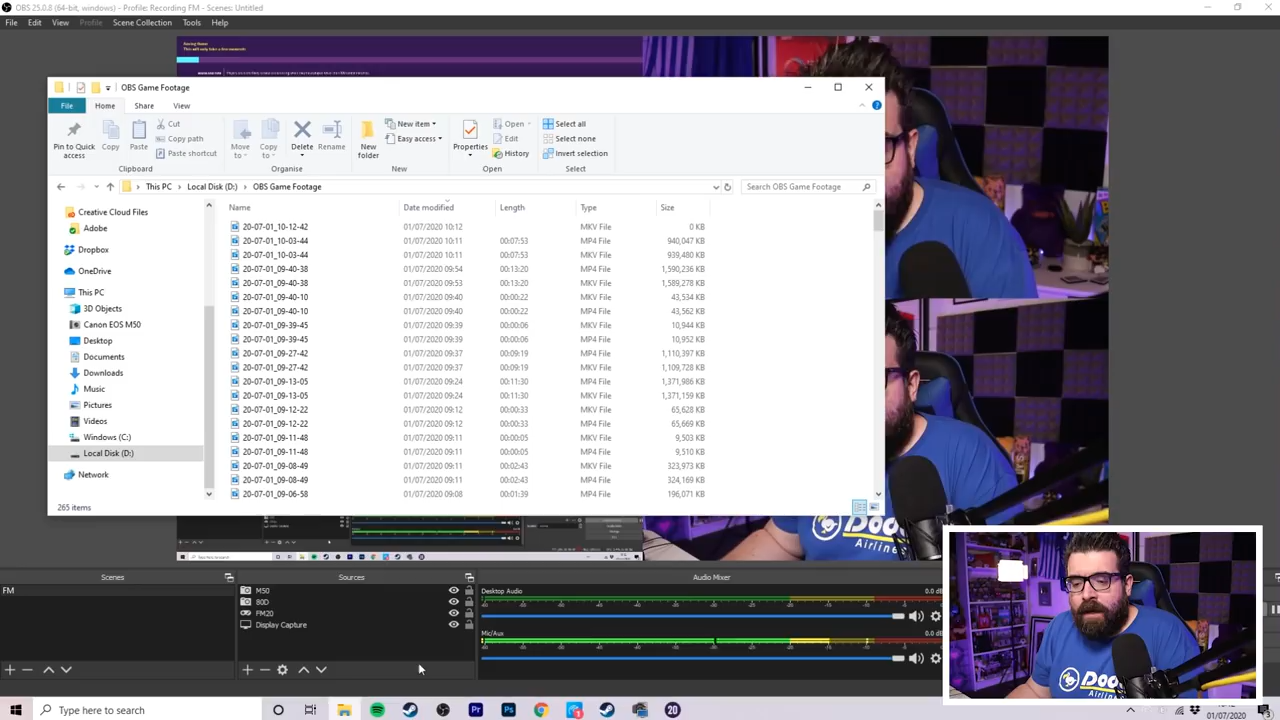 OBS 25.0.8 (64-bit, windows) - Profile: Recording FM - Scenes: Untitled
File Edit View Profile Scene Collection Tools Help
OBS Game Footage
File Home Share View
Pin to Quick access
Copy
Paste
Cut
Copy path
Paste shortcut
Clipboard
Move to
Copy to
Delete
Rename
Organise
New folder
New item
Easy access
New
Properties
Open
Edit
History
Open
Select all
Select none
Invert selection
Select
This PC > Local Disk (D:) > OBS Game Footage
Search OBS Game Footage
Creative Cloud Files
Adobe
Dropbox
OneDrive
This PC
3D Objects
Canon EOS M50
Desktop
Documents
Downloads
Music
Pictures
Videos
Windows (C:)
Local Disk (D:)
Network
Name Date modified Length Type Size
20-07-01_10-12-42 01/07/2020 10:12 MKV File 0 KB
20-07-01_10-03-44 01/07/2020 10:11 00:07:53 MP4 File 940,047 KB
20-07-01_10-03-44 01/07/2020 10:11 00:07:53 MKV File 939,480 KB
20-07-01_09-40-38 01/07/2020 09:54 00:13:20 MP4 File 1,590,236 KB
20-07-01_09-40-38 01/07/2020 09:53 00:13:20 MKV File 1,589,278 KB
20-07-01_09-40-10 01/07/2020 09:40 00:00:22 MKV File 43,534 KB
20-07-01_09-40-10 01/07/2020 09:40 00:00:22 MP4 File 43,562 KB
20-07-01_09-39-45 01/07/2020 09:39 00:00:06 MKV File 10,944 KB
20-07-01_09-39-45 01/07/2020 09:39 00:00:06 MP4 File 10,952 KB
20-07-01_09-27-42 01/07/2020 09:37 00:09:19 MP4 File 1,110,397 KB
20-07-01_09-27-42 01/07/2020 09:37 00:09:19 MKV File 1,109,728 KB
20-07-01_09-13-05 01/07/2020 09:24 00:11:30 MP4 File 1,371,986 KB
20-07-01_09-13-05 01/07/2020 09:24 00:11:30 MKV File 1,371,159 KB
20-07-01_09-12-22 01/07/2020 09:12 00:00:33 MKV File 65,628 KB
20-07-01_09-12-22 01/07/2020 09:12 00:00:33 MP4 File 65,669 KB
20-07-01_09-11-48 01/07/2020 09:11 00:00:05 MKV File 9,503 KB
20-07-01_09-11-48 01/07/2020 09:11 00:00:05 MP4 File 9,510 KB
20-07-01_09-08-49 01/07/2020 09:11 00:02:43 MKV File 323,973 KB
20-07-01_09-08-49 01/07/2020 09:11 00:02:43 MP4 File 324,169 KB
20-07-01_09-06-58 01/07/2020 09:08 00:01:39 MP4 File 196,071 KB
265 items
Scenes
FM
Sources
M50
80D
FM20
Display Capture
Audio Mixer
Desktop Audio 0.0 dB
Mic/Aux 0.0 dB
Airlines
Type here to search
20
01/07/2020